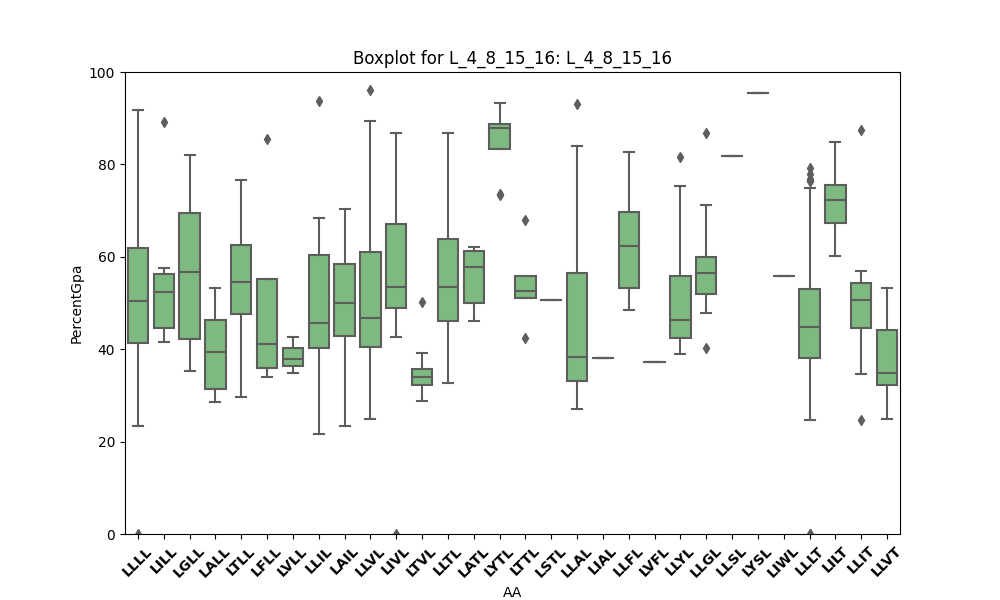 Boxplot for L_4_8_15_16: L_4_8_15_16
PercentGpa
100
80
60
40
20
0
LLLL LILL LGLL LALL LTLL LFLL LVLL LLIL LAIL LLVL LIVL LTVL LLTL LATL LYTL LTTL LSTL LLAL LIAL LLFL LVFL LLYL LLGL LLSL LYSL LIWL LLLT LILT LLIT LLVT
AA